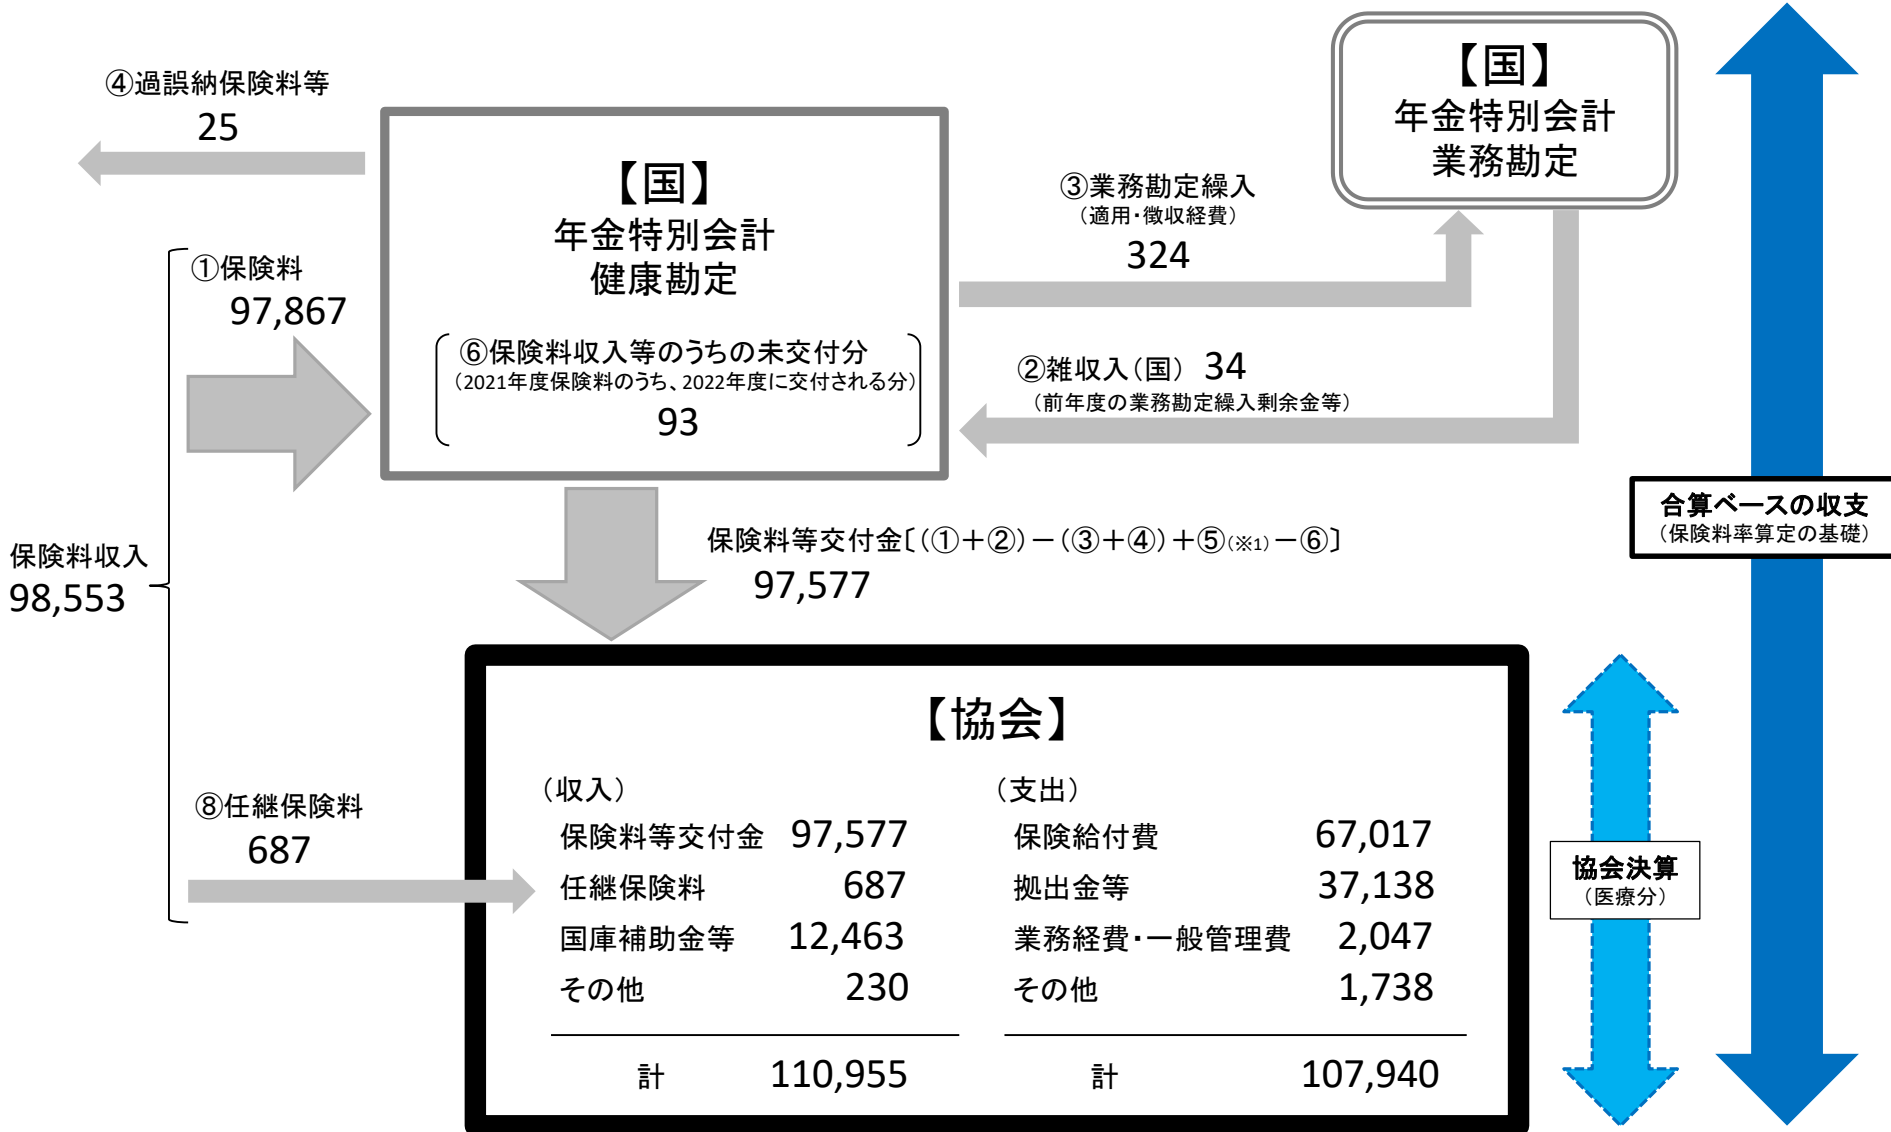 ④過誤納保険料等
25
【国】
年金特別会計
健康勘定
⑥保険料収入等のうちの未交付分
（2021年度保険料のうち、2022年度に交付される分）
93
【国】
年金特別会計
業務勘定
③業務勘定繰入
（適用・徴収経費）
324
②雑収入（国） 34
（前年度の業務勘定繰入剰余金等）
①保険料
97,867
保険料収入
98,553
保険料等交付金〔（①＋②）－（③＋④）＋⑤（※1）－⑥〕
97,577
合算ベースの収支
（保険料率算定の基礎）
⑧任継保険料
687
【協会】
（収入）
保険料等交付金 97,577
任継保険料 687
国庫補助金等 12,463
その他 230
計 110,955
（支出）
保険給付費 67,017
拠出金等 37,138
業務経費・一般管理費 2,047
その他 1,738
計 107,940
協会決算
（医療分）